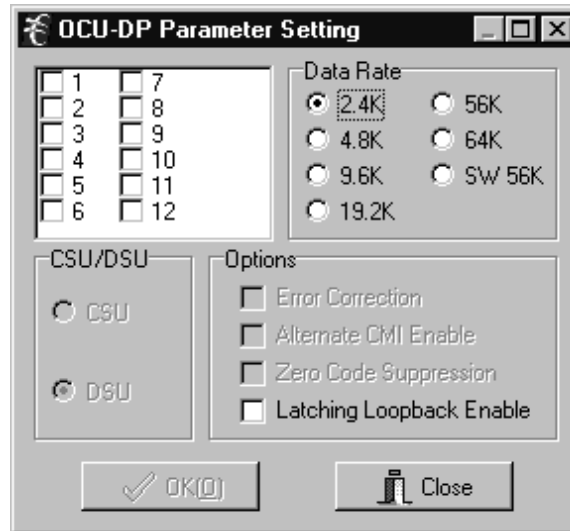 OCU-DP Parameter Setting
1 7
2 8
3 9
4 10
5 11
6 12
Data Rate
2.4K 56K
4.8K 64K
9.6K SW 56K
19.2K
CSU/DSU
CSU
DSU
Options
Error Correction
Alternate CMI Enable
Zero Code Suppression
Latching Loopback Enable
OK(O) Close